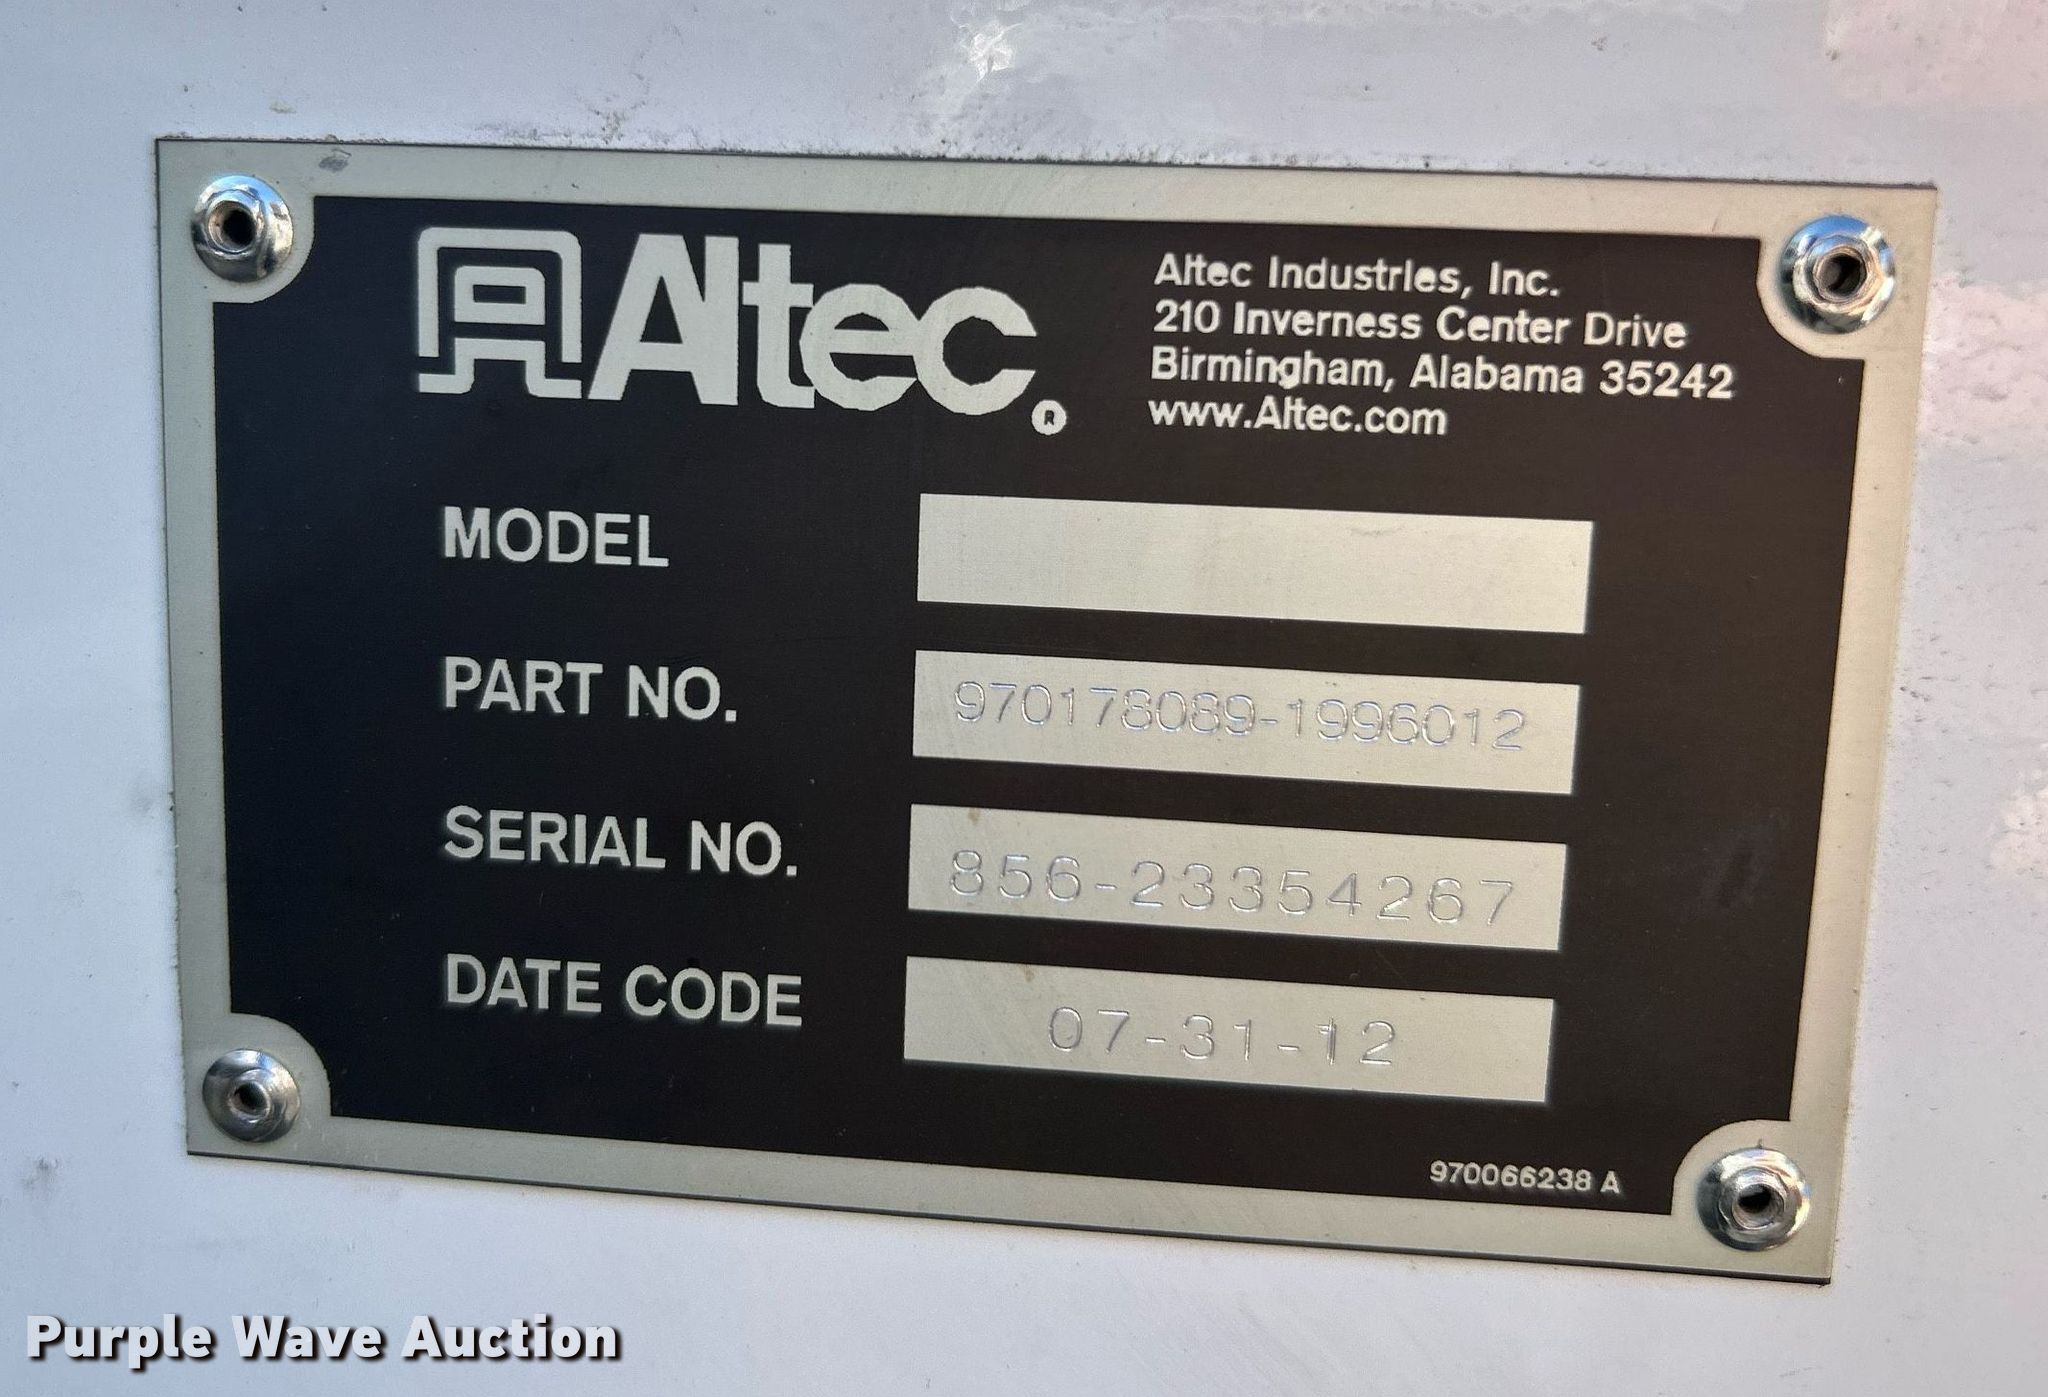 Altec®
Altec Industries, Inc.
210 Inverness Center Drive
Birmingham, Alabama 35242
www.Altec.com
MODEL
PART NO. 970178089-1996012
SERIAL NO. 856-23354267
DATE CODE 07-31-12
970066238 A
Purple Wave Auction